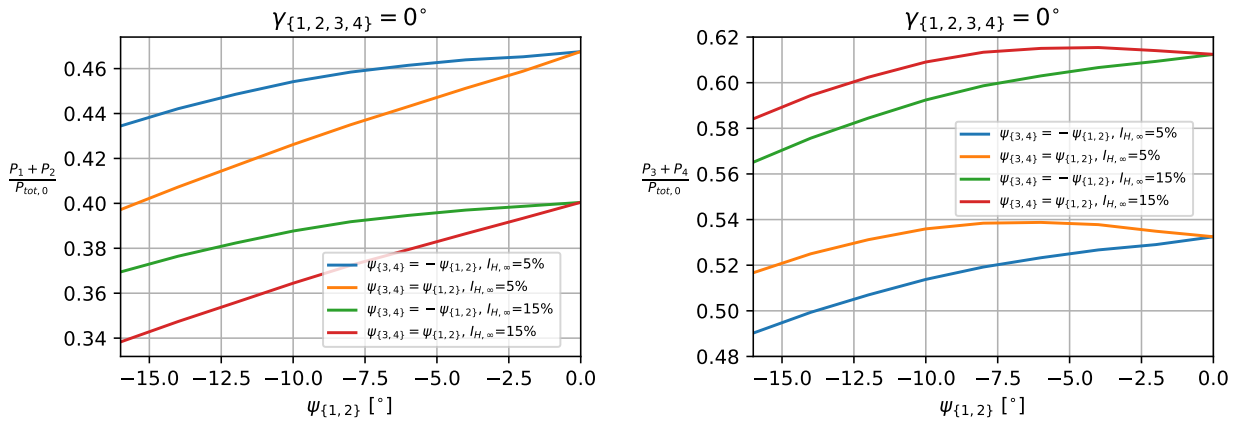 γ{1,2,3,4} = 0°
0.46
0.44
0.42
0.40
0.38
0.36
0.34
P1 + P2
Ptot,0
ψ{3,4} = −ψ{1,2}, IH,∞=5%
ψ{3,4} = ψ{1,2}, IH,∞=5%
ψ{3,4} = −ψ{1,2}, IH,∞=15%
ψ{3,4} = ψ{1,2}, IH,∞=15%
−15.0 −12.5 −10.0 −7.5 −5.0 −2.5 0.0
ψ{1,2} [°]
γ{1,2,3,4} = 0°
0.62
0.60
0.58
0.56
0.54
0.52
0.50
0.48
P3 + P4
Ptot,0
ψ{3,4} = −ψ{1,2}, IH,∞=5%
ψ{3,4} = ψ{1,2}, IH,∞=5%
ψ{3,4} = −ψ{1,2}, IH,∞=15%
ψ{3,4} = ψ{1,2}, IH,∞=15%
−15.0 −12.5 −10.0 −7.5 −5.0 −2.5 0.0
ψ{1,2} [°]